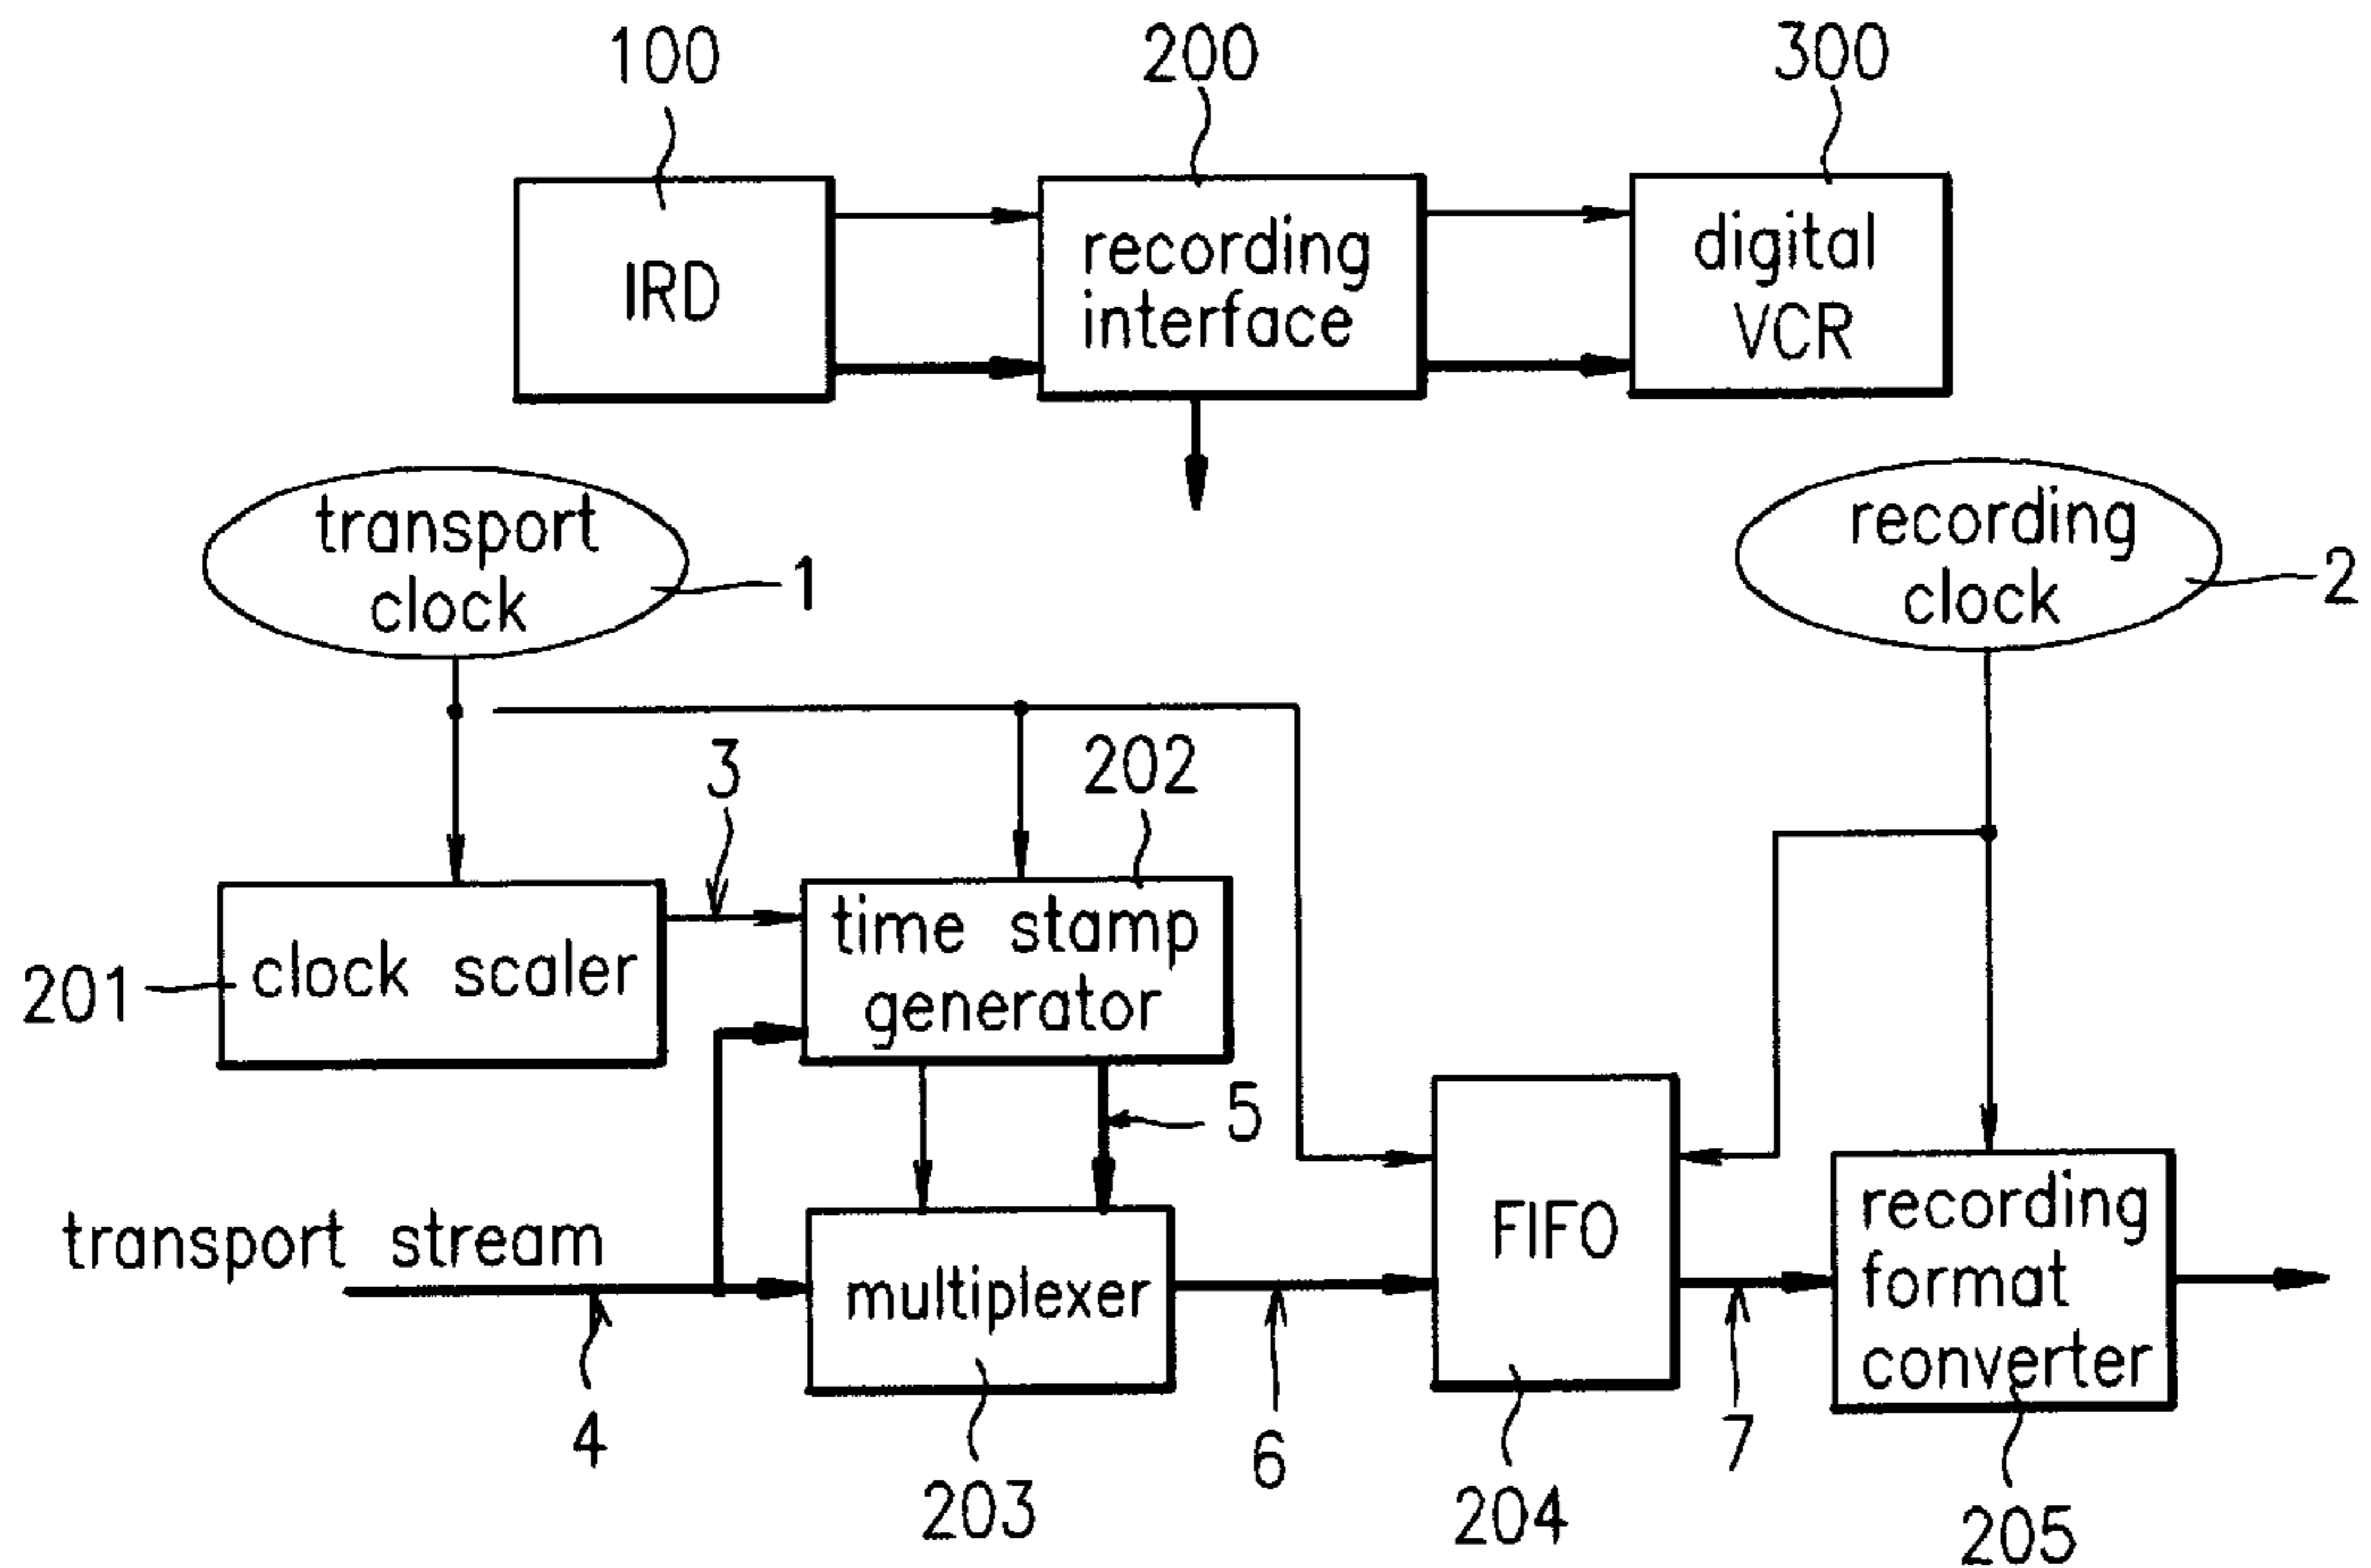 100
200
300
IRD
recording
interface
digital
VCR
transport
clock
1
recording
clock
2
3
202
201
clock scaler
time stamp
generator
5
transport stream
4
multiplexer
203
6
FIFO
204
7
recording
format
converter
205